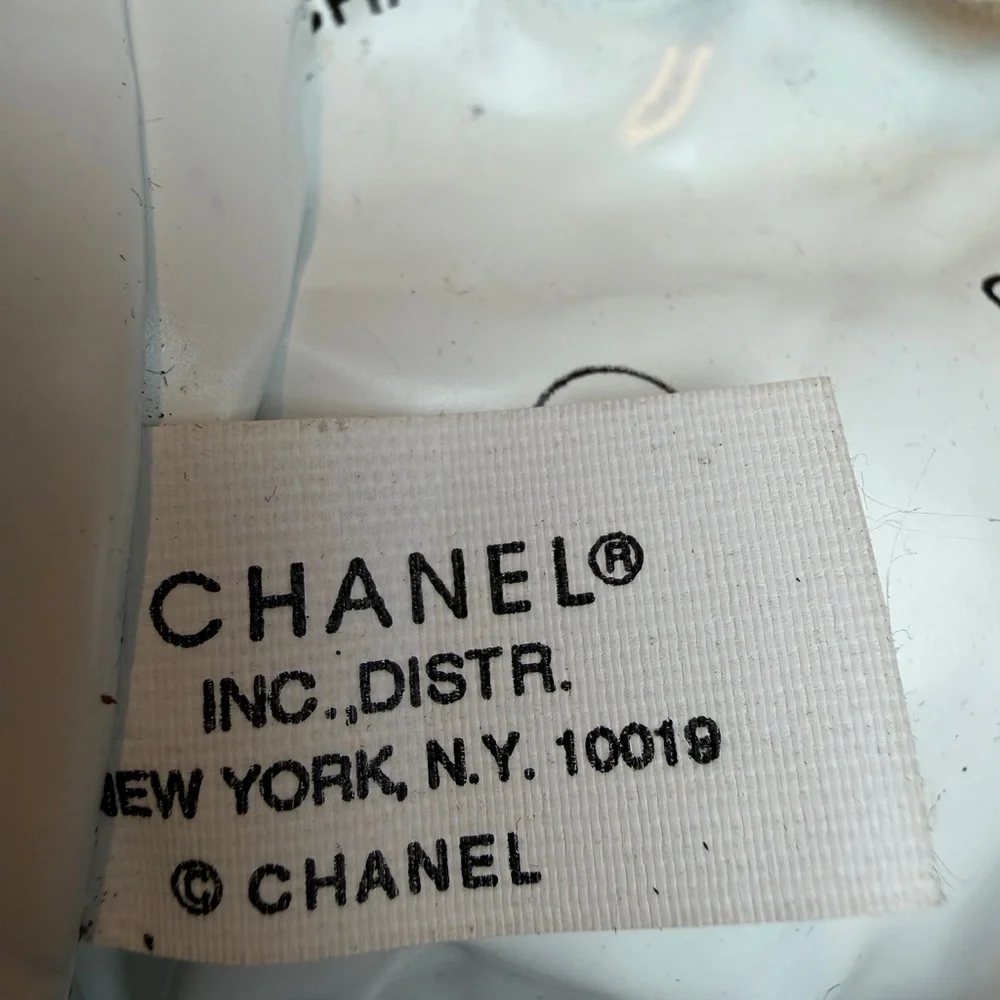 CHANEL®
INC.,DISTR.
NEW YORK, N.Y. 10019
© CHANEL